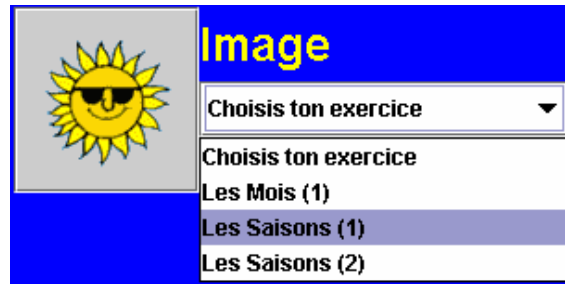 Image
Choisis ton exercice
Choisis ton exercice
Les Mois (1)
Les Saisons (1)
Les Saisons (2)